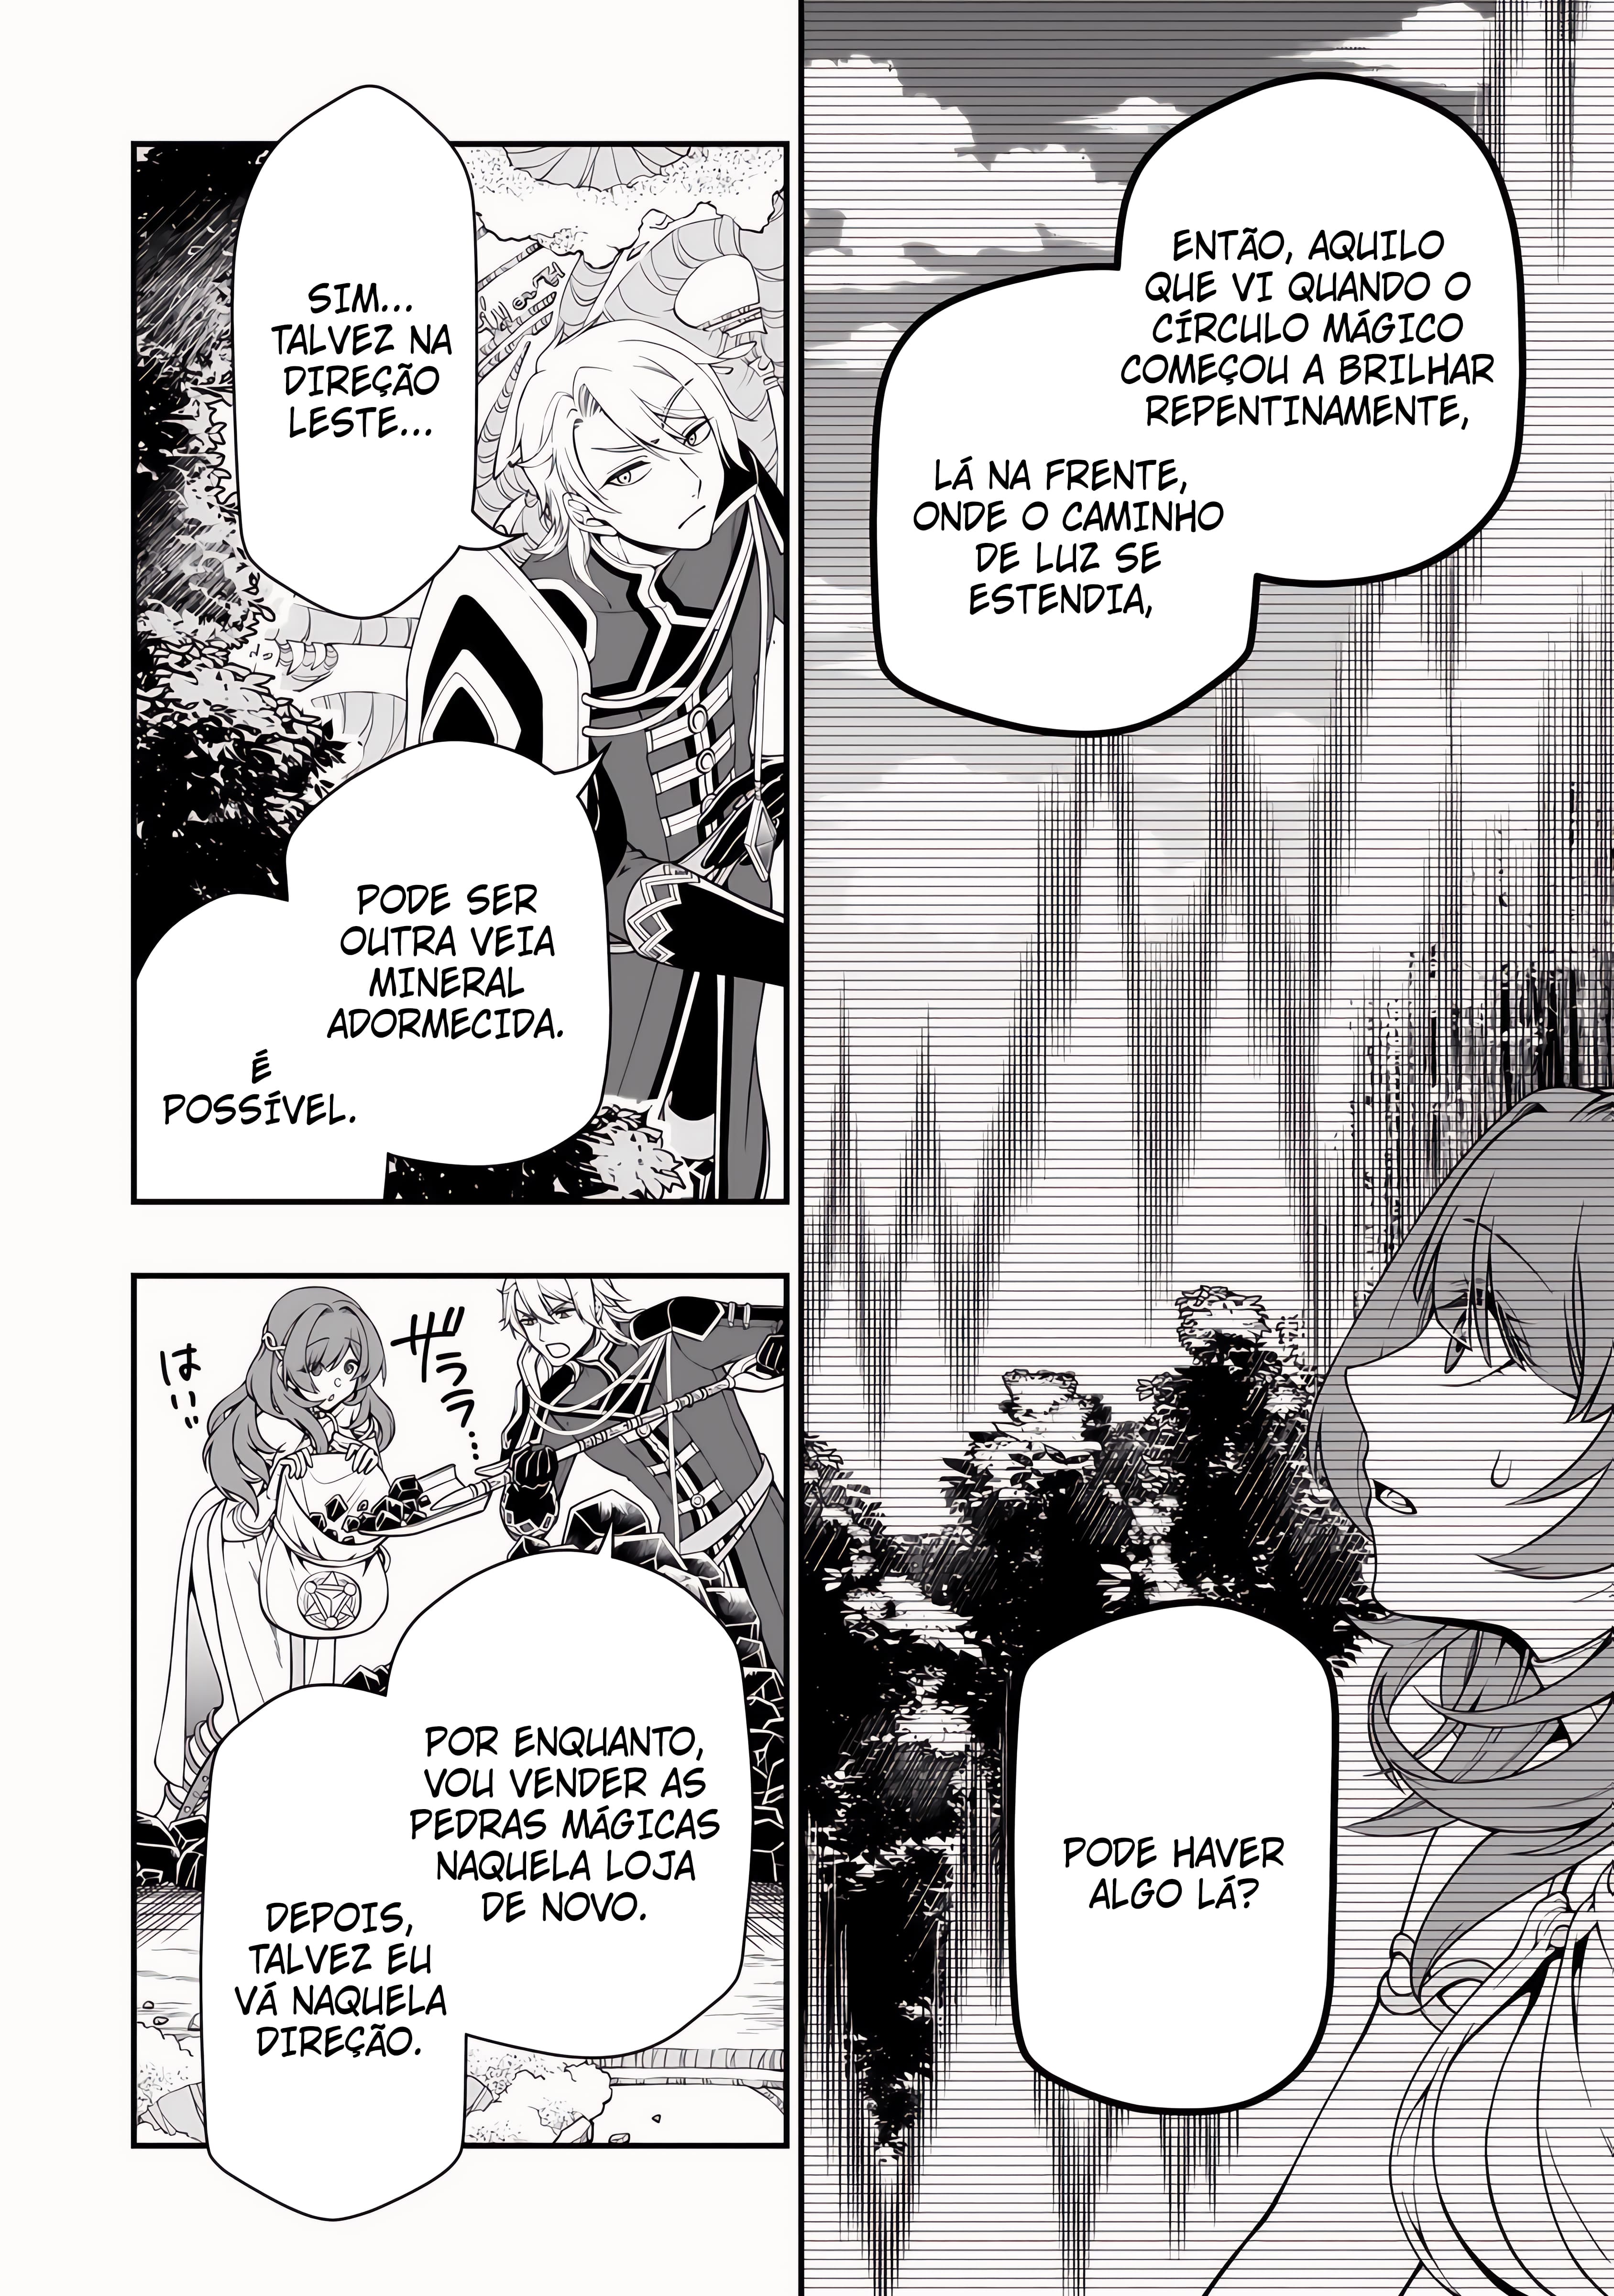 ENTÃO, AQUILO
QUE VI QUANDO O
CÍRCULO MÁGICO
COMEÇOU A BRILHAR
REPENTINAMENTE,
LÁ NA FRENTE,
ONDE O CAMINHO
DE LUZ SE
ESTENDIA,
PODE HAVER
ALGO LÁ?
SIM...
TALVEZ NA
DIREÇÃO
LESTE...
PODE SER
OUTRA VEIA
MINERAL
ADORMECIDA.
É
POSSÍVEL.
ザララ…
はい…
POR ENQUANTO,
VOU VENDER AS
PEDRAS MÁGICAS
NAQUELA LOJA
DE NOVO.
DEPOIS,
TALVEZ EU
VÁ NAQUELA
DIREÇÃO.